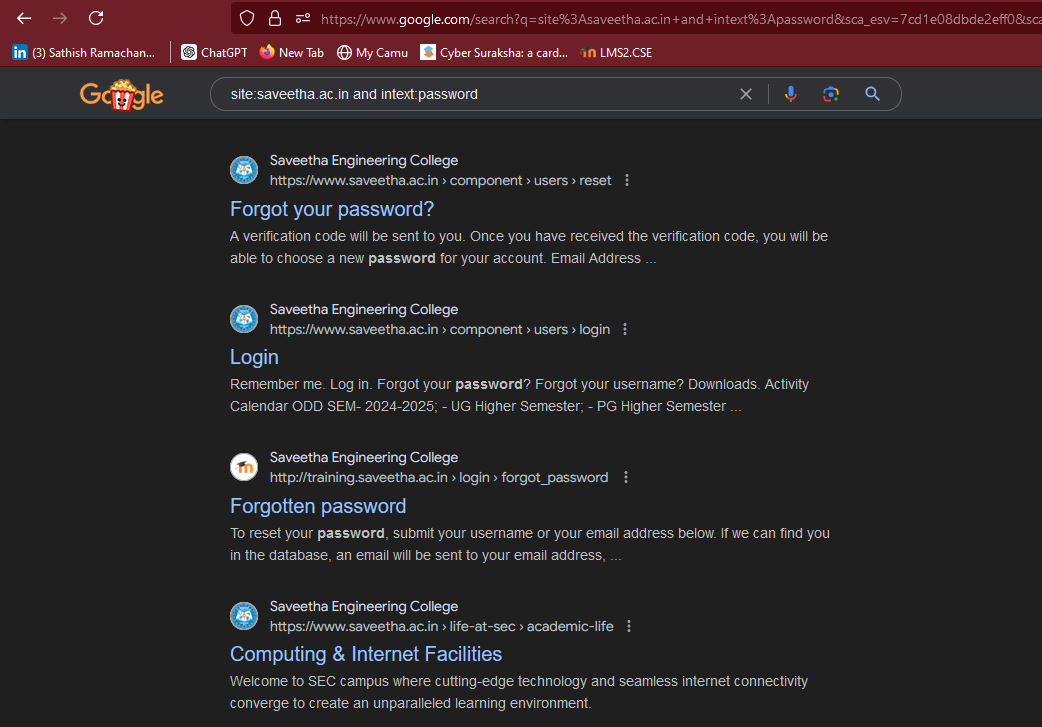 https://www.google.com/search?q=site%3Asaveetha.ac.in+and+intext%3Apassword&sca_esv=7cd1e08dbde2eff0&sca
(3) Sathish Ramachan... ChatGPT New Tab My Camu Cyber Suraksha: a card... LMS2.CSE
Google site:saveetha.ac.in and intext:password
Saveetha Engineering College
https://www.saveetha.ac.in › component › users › reset
Forgot your password?
A verification code will be sent to you. Once you have received the verification code, you will be
able to choose a new password for your account. Email Address ...
Saveetha Engineering College
https://www.saveetha.ac.in › component › users › login
Login
Remember me. Log in. Forgot your password? Forgot your username? Downloads. Activity
Calendar ODD SEM- 2024-2025; - UG Higher Semester; - PG Higher Semester ...
Saveetha Engineering College
http://training.saveetha.ac.in › login › forgot_password
Forgotten password
To reset your password, submit your username or your email address below. If we can find you
in the database, an email will be sent to your email address, ...
Saveetha Engineering College
https://www.saveetha.ac.in › life-at-sec › academic-life
Computing & Internet Facilities
Welcome to SEC campus where cutting-edge technology and seamless internet connectivity
converge to create an unparalleled learning environment.